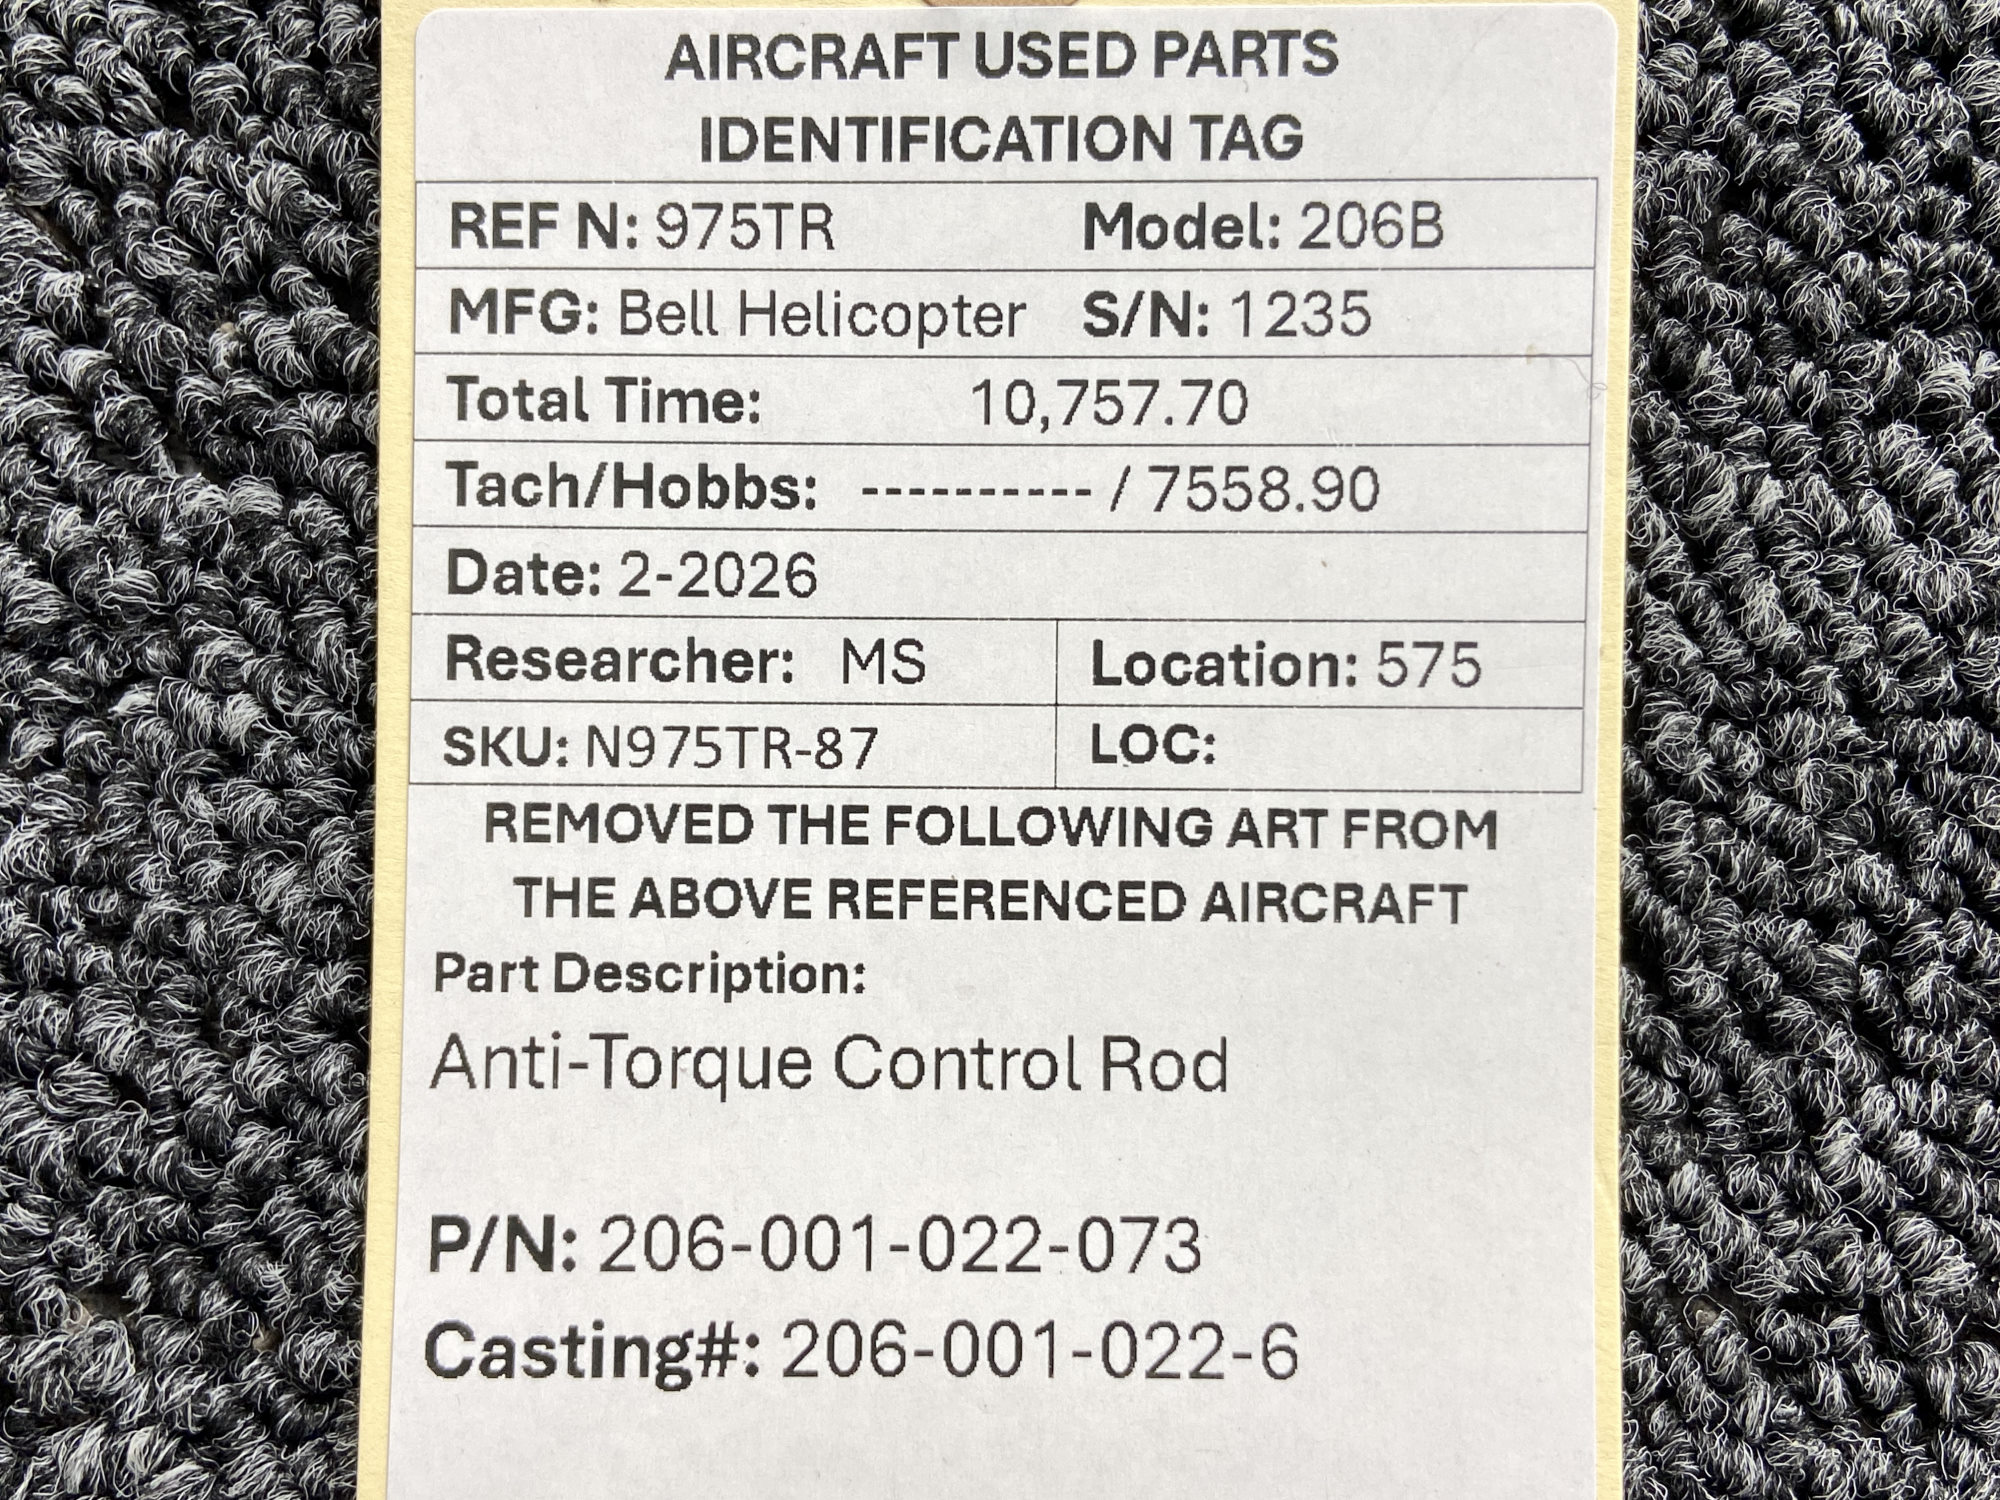 AIRCRAFT USED PARTS
IDENTIFICATION TAG
REF N: 975TR Model: 206B
MFG: Bell Helicopter S/N: 1235
Total Time: 10,757.70
Tach/Hobbs: ---------- / 7558.90
Date: 2-2026
Researcher: MS Location: 575
SKU: N975TR-87 LOC:
REMOVED THE FOLLOWING ART FROM
THE ABOVE REFERENCED AIRCRAFT
Part Description:
Anti-Torque Control Rod
P/N: 206-001-022-073
Casting#: 206-001-022-6